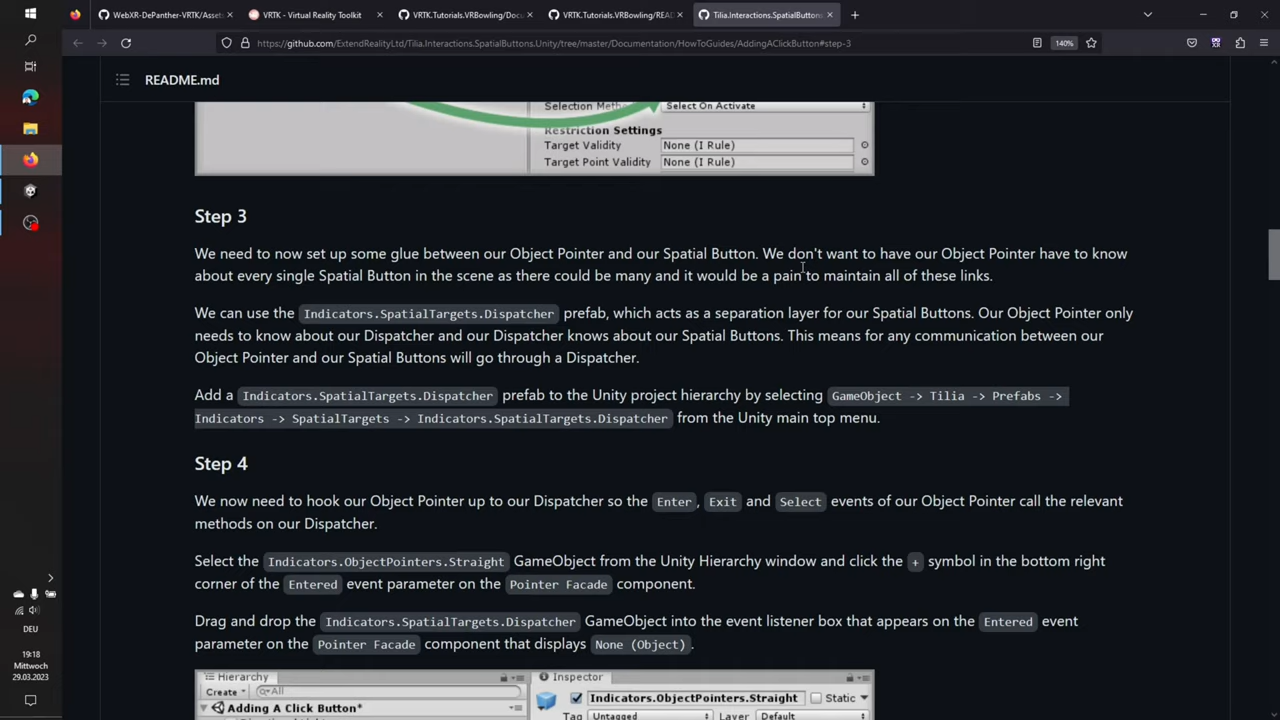 WebXR-DePanther-VRTK/Assets
VRTK - Virtual Reality Toolkit
VRTK.Tutorials.VRBowling/Docu
VRTK.Tutorials.VRBowling/READ
Tilia.Interactions.SpatialButtons
https://github.com/ExtendRealityLtd/Tilia.Interactions.SpatialButtons.Unity/tree/master/Documentation/HowToGuides/AddingAClickButton#step-3
140%
README.md
Selection Metho
Select On Activate
Restriction Settings
Target Validity
None (I Rule)
Target Point Validity
None (I Rule)
Step 3
We need to now set up some glue between our Object Pointer and our Spatial Button. We don't want to have our Object Pointer have to know
about every single Spatial Button in the scene as there could be many and it would be a pain to maintain all of these links.
We can use the Indicators.SpatialTargets.Dispatcher prefab, which acts as a separation layer for our Spatial Buttons. Our Object Pointer only
needs to know about our Dispatcher and our Dispatcher knows about our Spatial Buttons. This means for any communication between our
Object Pointer and our Spatial Buttons will go through a Dispatcher.
Add a Indicators.SpatialTargets.Dispatcher prefab to the Unity project hierarchy by selecting GameObject -> Tilia -> Prefabs ->
Indicators -> SpatialTargets -> Indicators.SpatialTargets.Dispatcher from the Unity main top menu.
Step 4
We now need to hook our Object Pointer up to our Dispatcher so the Enter, Exit and Select events of our Object Pointer call the relevant
methods on our Dispatcher.
Select the Indicators.ObjectPointers.Straight GameObject from the Unity Hierarchy window and click the + symbol in the bottom right
corner of the Entered event parameter on the Pointer Facade component.
Drag and drop the Indicators.SpatialTargets.Dispatcher GameObject into the event listener box that appears on the Entered event
parameter on the Pointer Facade component that displays None (Object).
Hierarchy
Create
All
Adding A Click Button*
Inspector
Indicators.ObjectPointers.Straight
Static
Tag
Untagged
Layer
Default
DEU
19:18
Mittwoch
29.03.2023